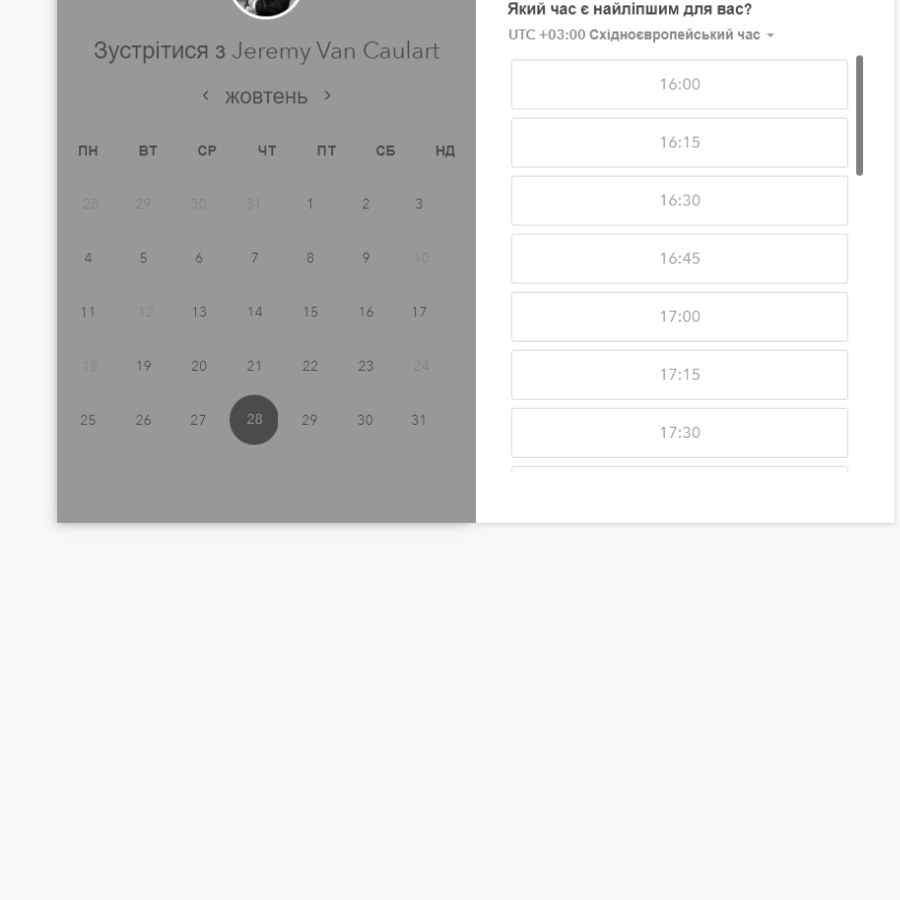 Зустрітися з Jeremy Van Caulart
жовтень
ПН ВТ СР ЧТ ПТ СБ НД
28 29 30 31 1 2 3
4 5 6 7 8 9 10
11 12 13 14 15 16 17
18 19 20 21 22 23 24
25 26 27 28 29 30 31
Який час є найліпшим для вас?
UTC +03:00 Східноєвропейський час
16:00
16:15
16:30
16:45
17:00
17:15
17:30